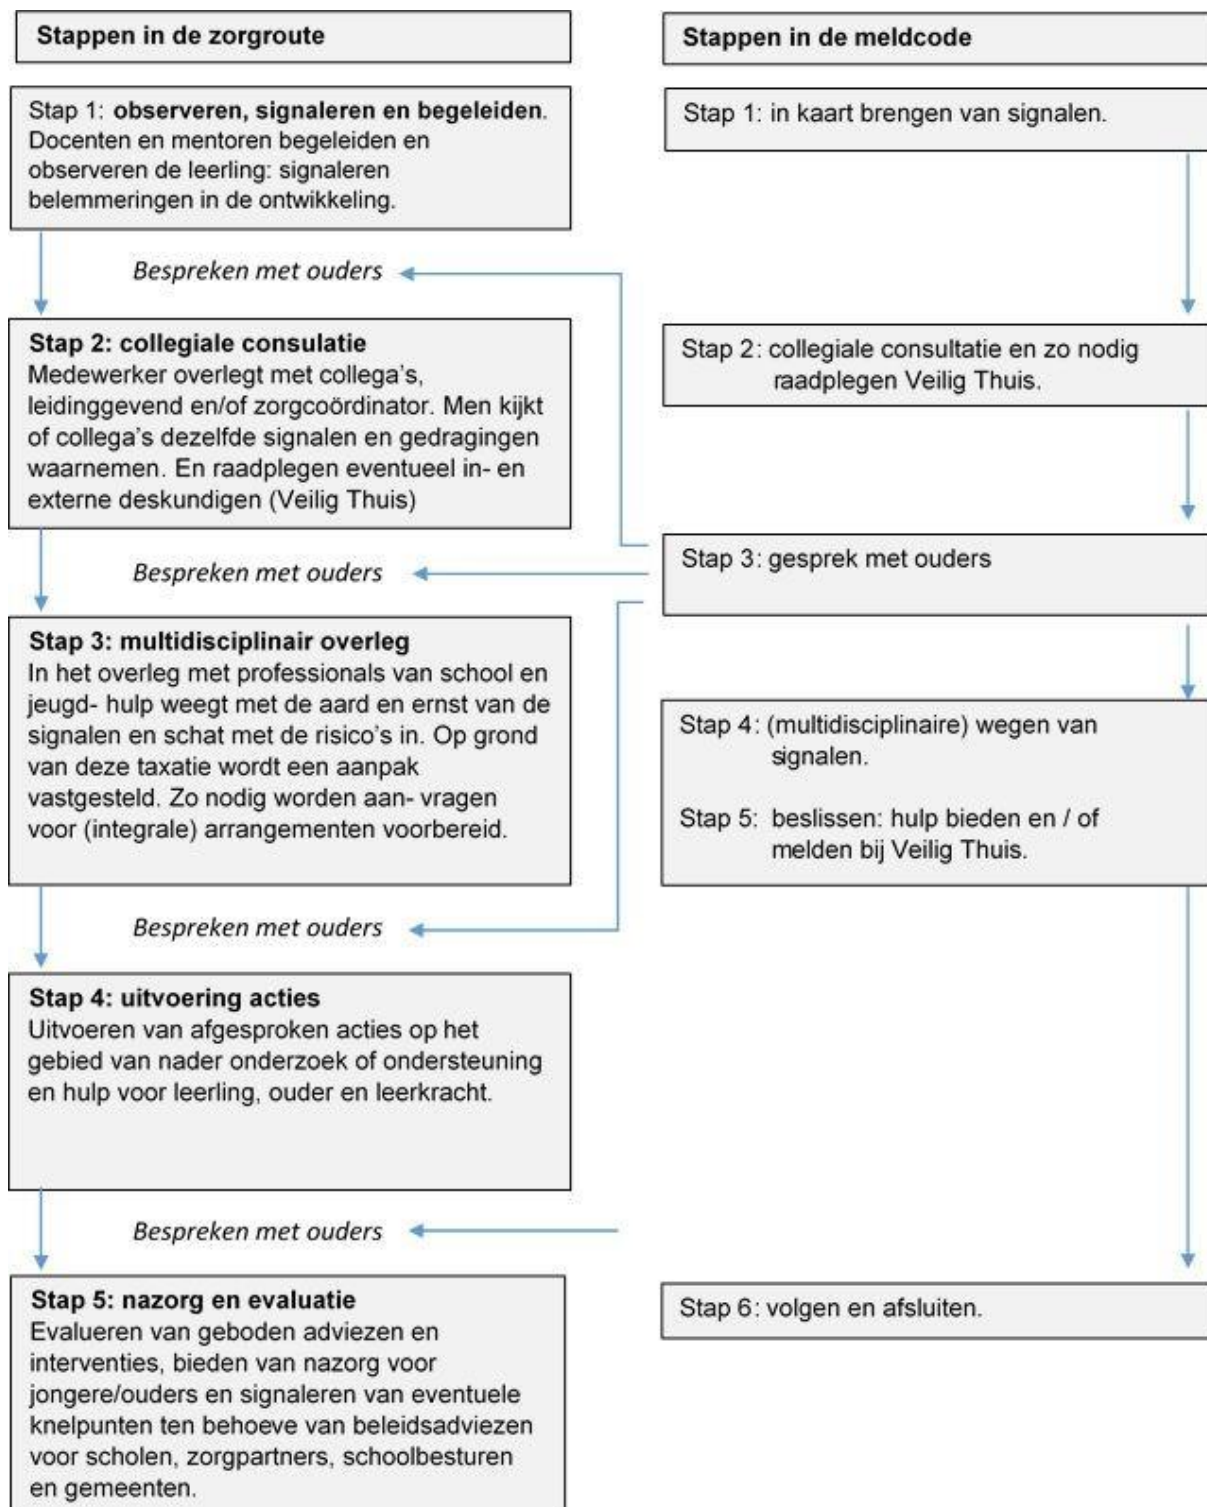 Stappen in de zorgroute
Stap 1: observeren, signaleren en begeleiden.
Docenten en mentoren begeleiden en
observeren de leerling: signaleren
belemmeringen in de ontwikkeling.
Bespreken met ouders
Stap 2: collegiale consulatie
Medewerker overlegt met collega's,
leidinggevend en/of zorgcoördinator. Men kijkt
of collega's dezelfde signalen en gedragingen
waarnemen. En raadplegen eventueel in- en
externe deskundigen (Veilig Thuis)
Bespreken met ouders
Stap 3: multidisciplinair overleg
In het overleg met professionals van school en
jeugd- hulp weegt met de aard en ernst van de
signalen en schat met de risico's in. Op grond
van deze taxatie wordt een aanpak
vastgesteld. Zo nodig worden aan- vragen
voor (integrale) arrangementen voorbereid.
Bespreken met ouders
Stap 4: uitvoering acties
Uitvoeren van afgesproken acties op het
gebied van nader onderzoek of ondersteuning
en hulp voor leerling, ouder en leerkracht.
Bespreken met ouders
Stap 5: nazorg en evaluatie
Evalueren van geboden adviezen en
interventies, bieden van nazorg voor
jongere/ouders en signaleren van eventuele
knelpunten ten behoeve van beleidsadviezen
voor scholen, zorgpartners, schoolbesturen
en gemeenten.
Stappen in de meldcode
Stap 1: in kaart brengen van signalen.
Stap 2: collegiale consultatie en zo nodig
raadplegen Veilig Thuis.
Stap 3: gesprek met ouders
Stap 4: (multidisciplinaire) wegen van
signalen.
Stap 5: beslissen: hulp bieden en / of
melden bij Veilig Thuis.
Stap 6: volgen en afsluiten.